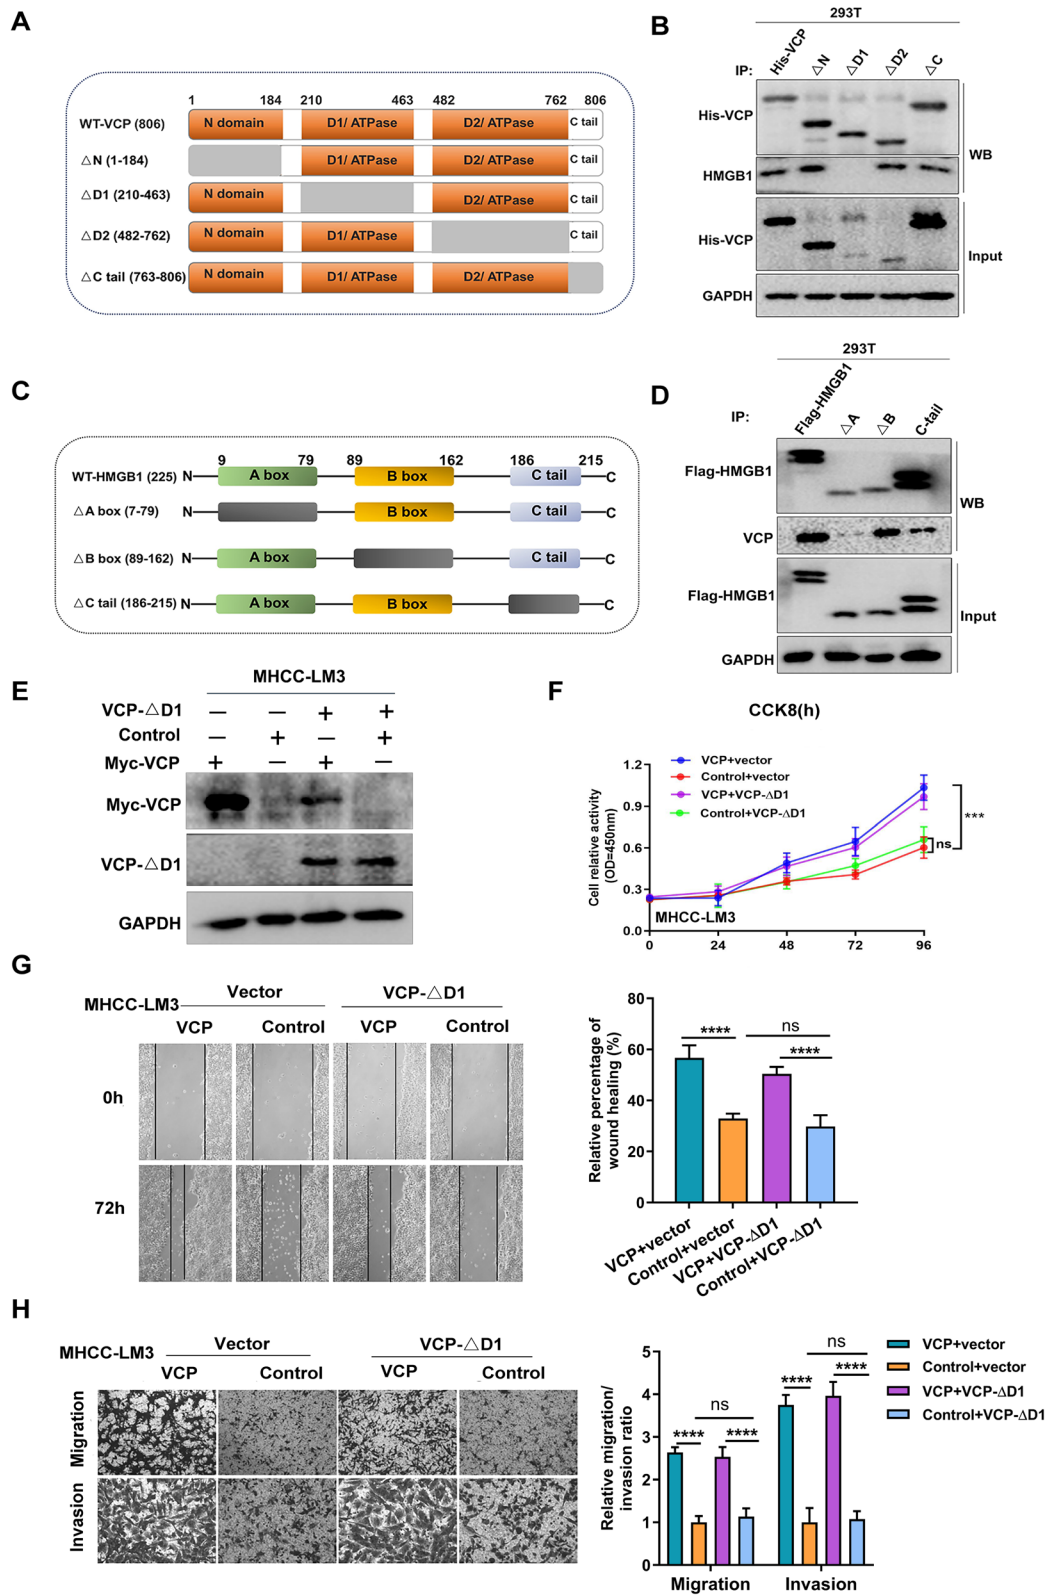 A
1 184 210 463 482 762 806
WT-VCP (806) N domain D1/ ATPase D2/ ATPase C tail
△N (1-184) D1/ ATPase D2/ ATPase C tail
△D1 (210-463) N domain D2/ ATPase C tail
△D2 (482-762) N domain D1/ ATPase C tail
△C tail (763-806) N domain D1/ ATPase D2/ ATPase
B
293T
IP: His-VCP △N △D1 △D2 △C
His-VCP
HMGB1
WB
His-VCP
GAPDH
Input
C
9 79 89 162 186 215
WT-HMGB1 (225) N A box B box C tail C
△A box (7-79) N B box C tail C
△B box (89-162) N A box C tail C
△C tail (186-215) N A box B box C
D
293T
IP: Flag-HMGB1 △A △B C-tail
Flag-HMGB1
VCP
WB
Flag-HMGB1
GAPDH
Input
E
MHCC-LM3
VCP-△D1 — — + +
Control — + — +
Myc-VCP + — + —
Myc-VCP
VCP-△D1
GAPDH
F
CCK8(h)
VCP+vector
Control+vector
VCP+VCP-ΔD1
Control+VCP-ΔD1
Cell relative activity
(OD=450nm)
1.2
0.9
0.6
0.3
0.0
***
ns
MHCC-LM3
0 24 48 72 96
G
MHCC-LM3 Vector VCP-△D1
VCP Control VCP Control
0h
72h
Relative percentage of
wound healing (%)
80
60
40
20
0
**** ns ****
VCP+vector
Control+vector
VCP+VCP-ΔD1
Control+VCP-ΔD1
H
MHCC-LM3 Vector VCP-△D1
VCP Control VCP Control
Migration
Invasion
Relative migration/
invasion ratio
5
4
3
2
1
0
**** ns ****
**** ns ****
Migration Invasion
VCP+vector
Control+vector
VCP+VCP-ΔD1
Control+VCP-ΔD1